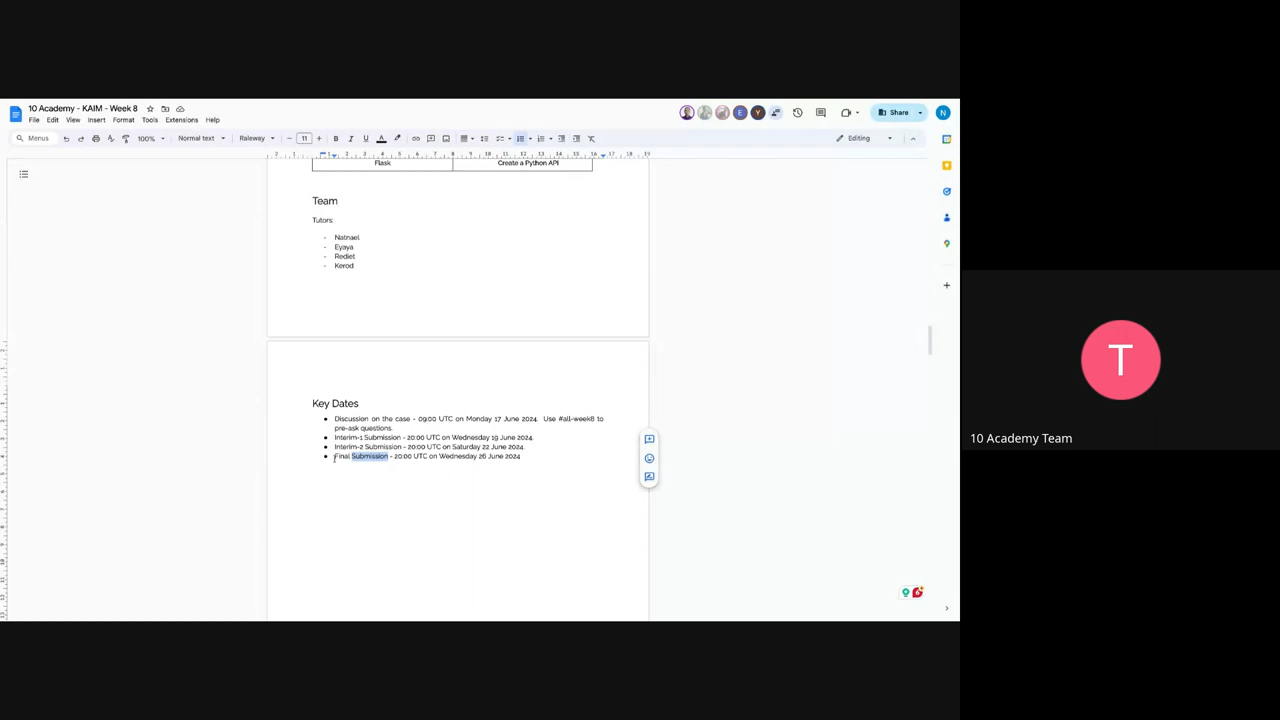 10 Academy - KAIM - Week 8
File Edit View Insert Format Tools Extensions Help
Share
N
E
Y
Menus
100%
Normal text
Raleway
11
Editing
Flask
Create a Python API
Team
Tutors:
- Natnael
- Eyaya
- Rediet
- Kerod
Key Dates
● Discussion on the case - 09:00 UTC on Monday 17 June 2024. Use #all-week8 to
pre-ask questions.
● Interim-1 Submission - 20:00 UTC on Wednesday 19 June 2024.
● Interim-2 Submission - 20:00 UTC on Saturday 22 June 2024.
● Final Submission - 20:00 UTC on Wednesday 26 June 2024
T
10 Academy Team